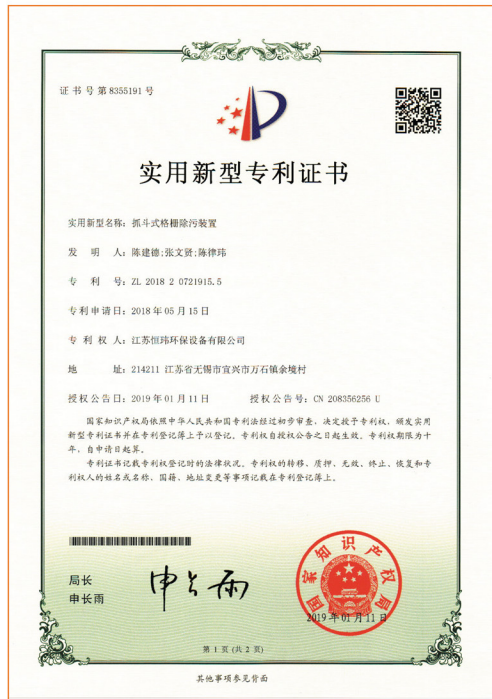 证书号第8355191号
实用新型专利证书
实用新型名称：抓斗式格栅除污装置
发明人：陈建德;张文贤;陈律玮
专利号：ZL 2018 2 0721915.5
专利申请日：2018年05月15日
专利权人：江苏恒玮环保设备有限公司
地址：214211 江苏省无锡市宜兴市万石镇余境村
授权公告日：2019年01月11日 授权公告号：CN 208356256 U
国家知识产权局依照中华人民共和国专利法经过初步审查，决定授予专利权，颁发实用
新型专利证书并在专利登记簿上予以登记。专利权自授权公告之日起生效。专利权期限为十
年，自申请日起算。
专利证书记载专利权登记时的法律状况。专利权的转移、质押、无效、终止、恢复和专
利权人的姓名或名称、国籍、地址变更等事项记载在专利登记簿上。
局长
申长雨
申长雨
国家知识产权局
2019年01月11日
第 1 页 (共 2 页)
其他事项参见背面